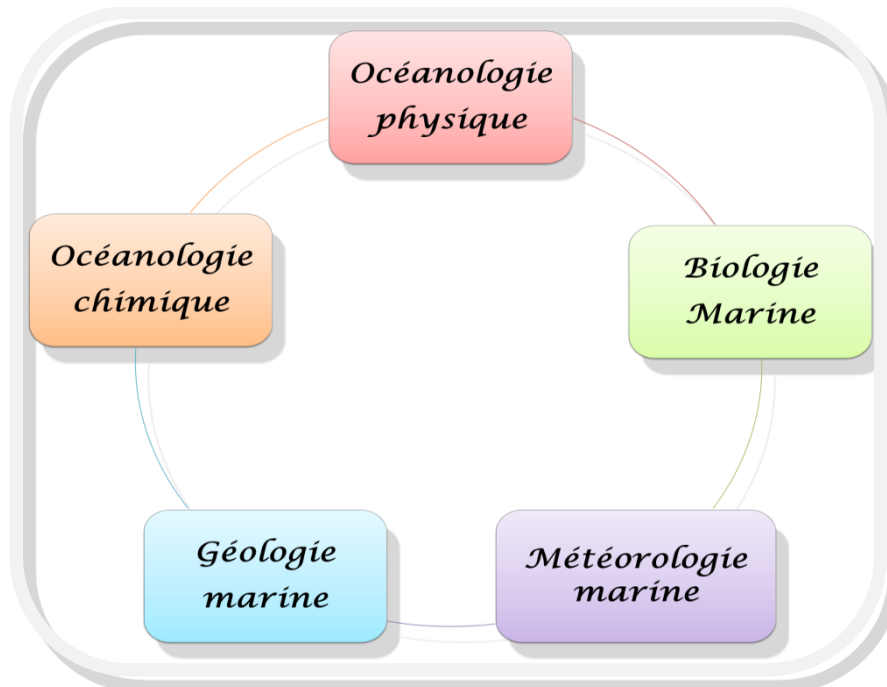 Océanologie
physique
Océanologie
chimique
Biologie
Marine
Géologie
marine
Météorologie
marine